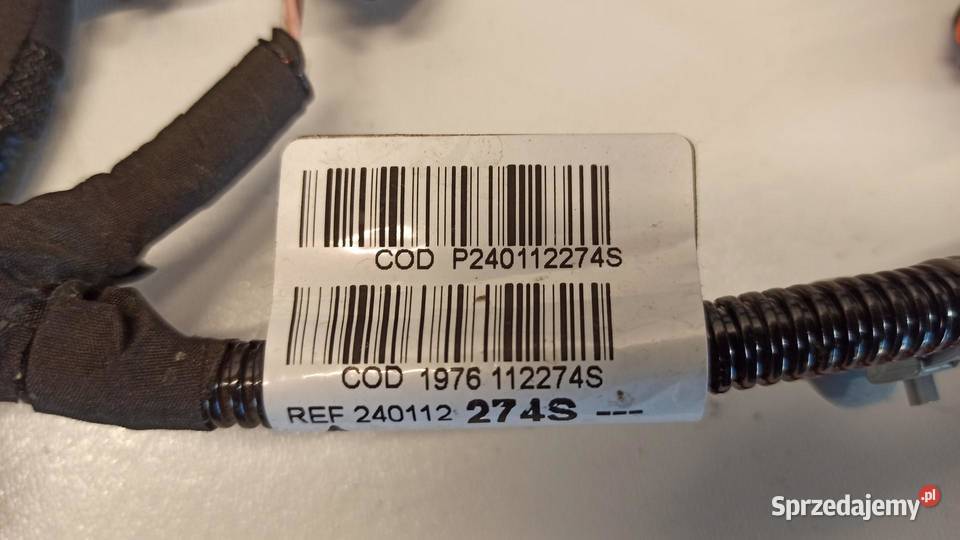 COD P240112274S
COD 1976 112274S
REF 240112 274S ---
Sprzedajemy.pl